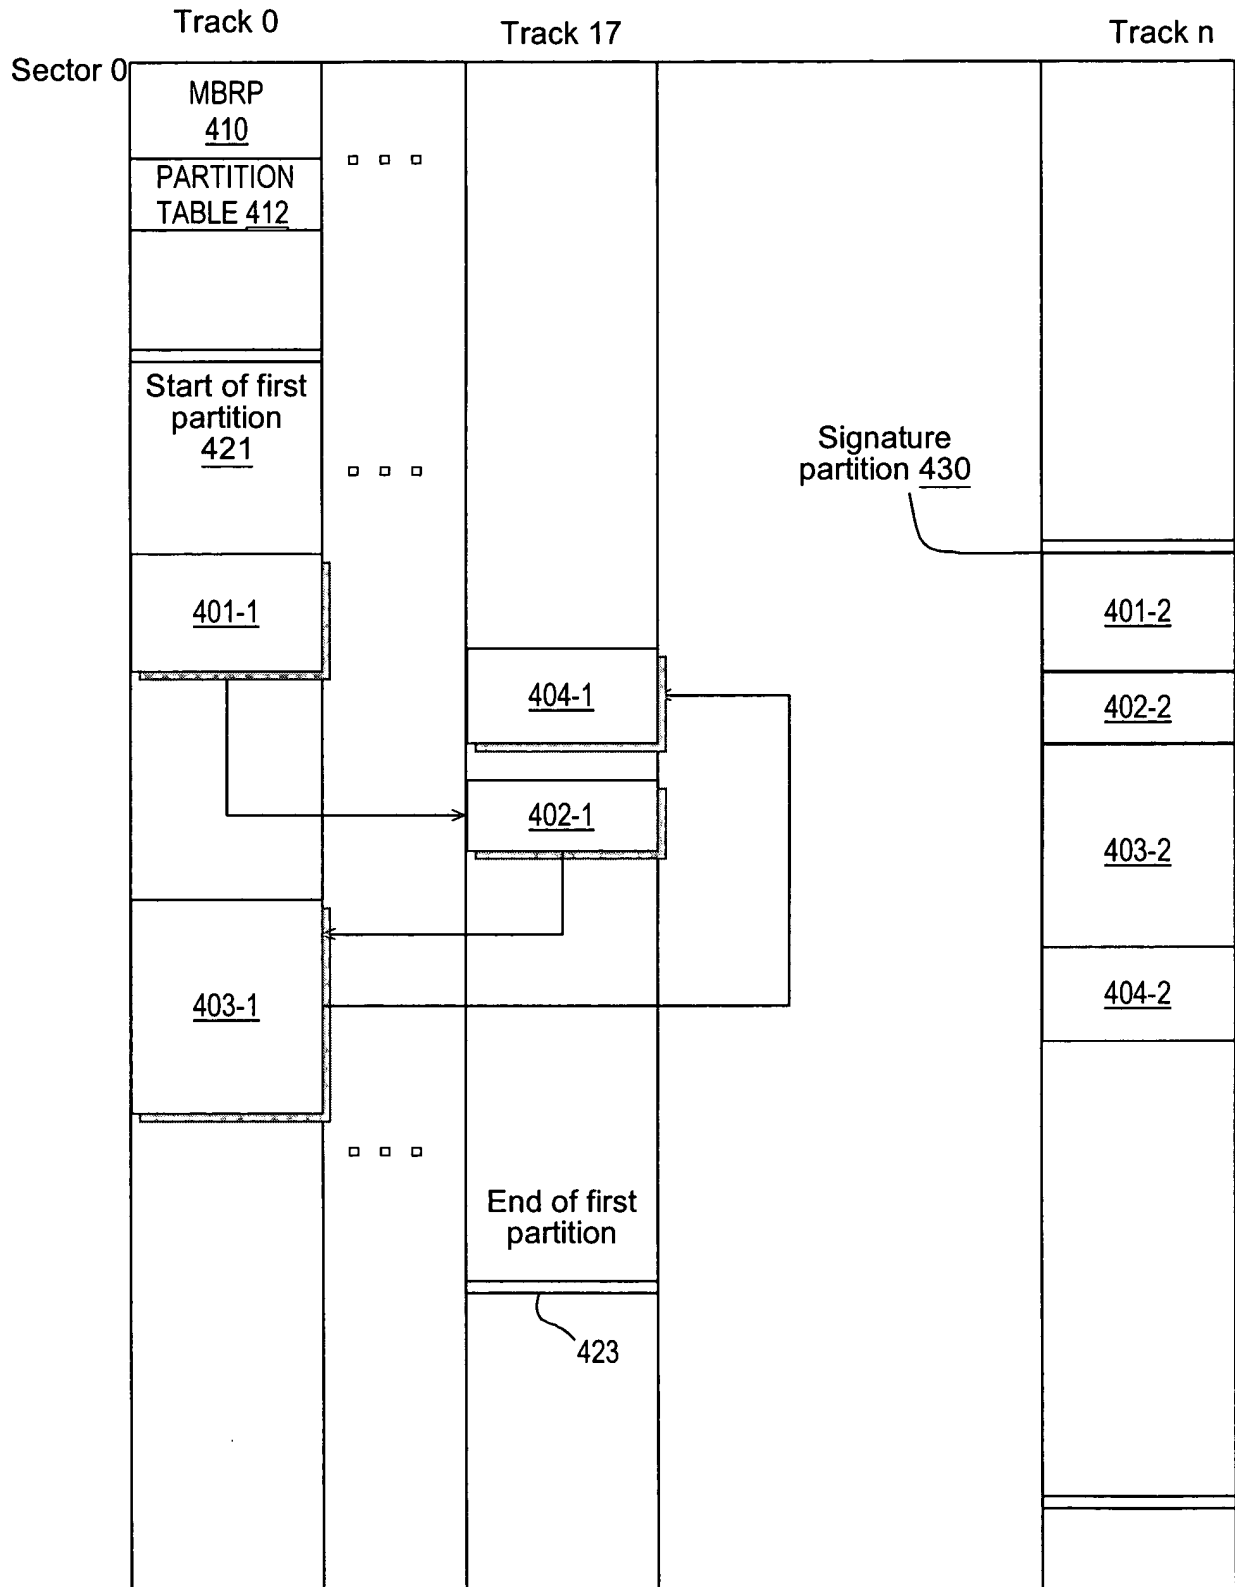 Track 0
Track 17
Track n
Sector 0
MBRP
410
PARTITION
TABLE 412
Start of first
partition
421
Signature
partition 430
401-1
401-2
404-1
402-2
402-1
403-2
403-1
404-2
End of first
partition
423